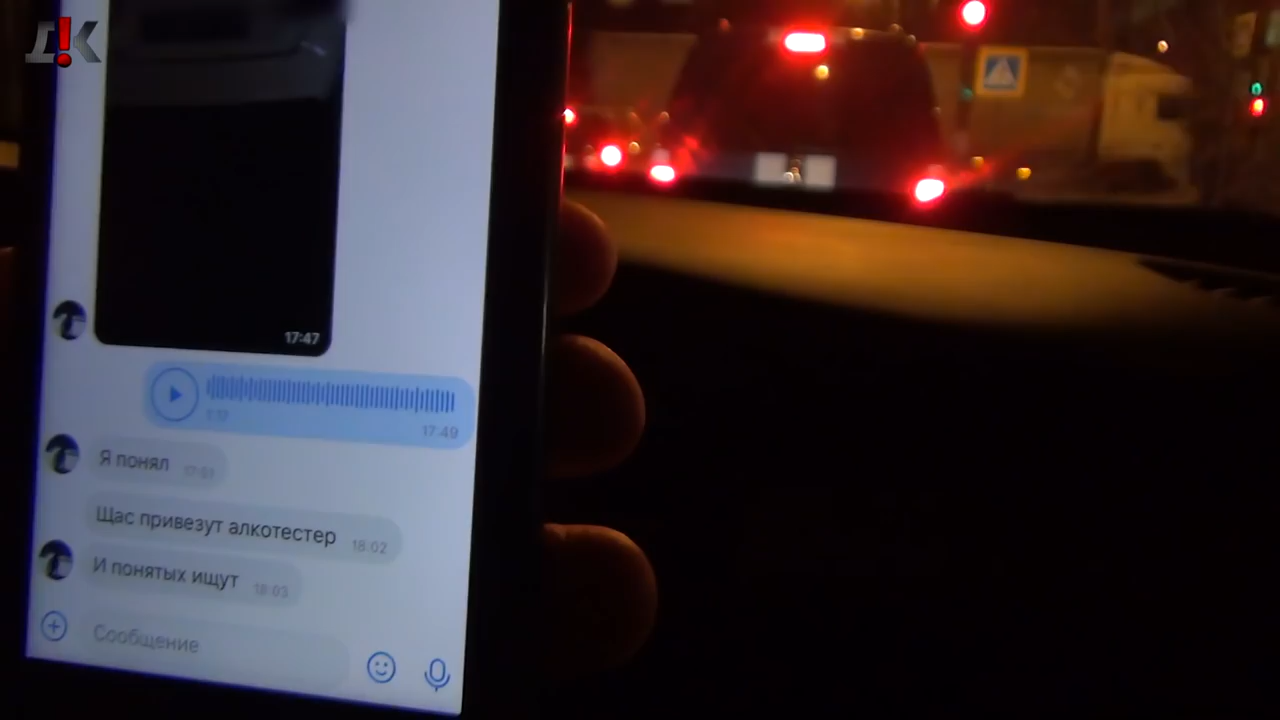 Д!К
17:47
17:49
Я понял
Щас привезут алкотестер 18:02
И понятых ищут 18:03
Сообщение